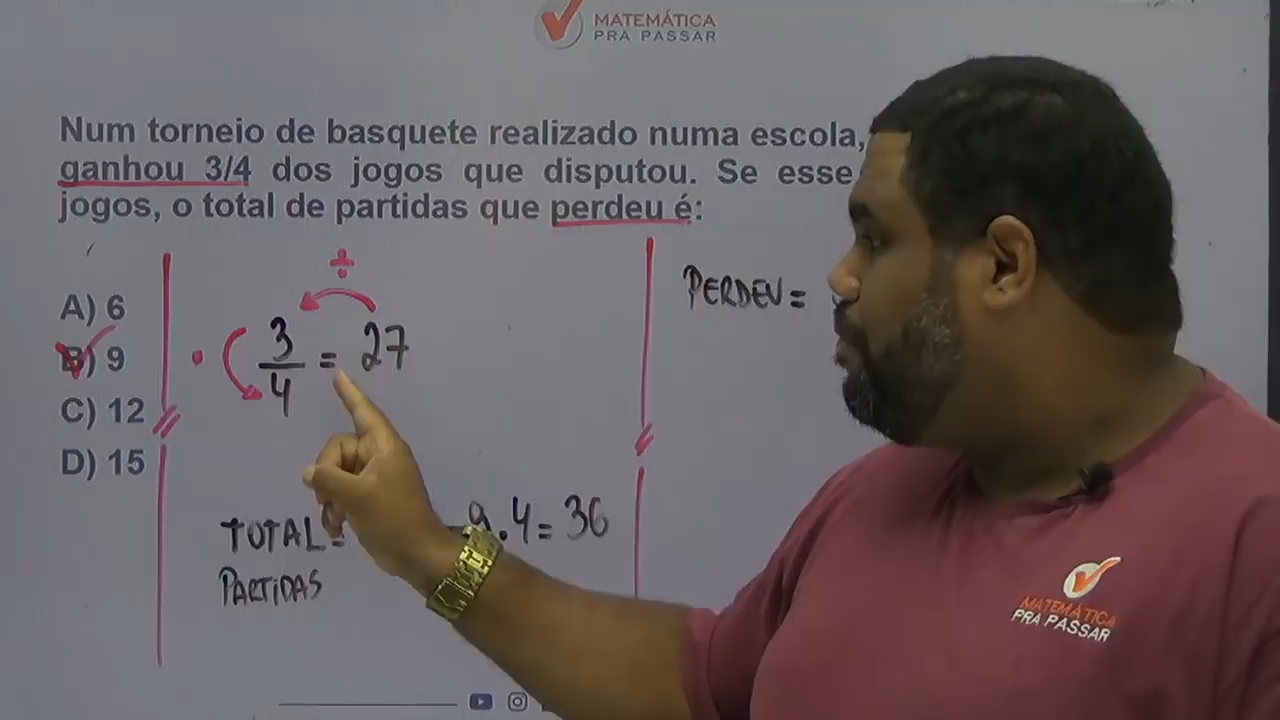 MATEMÁTICA
PRA PASSAR
Num torneio de basquete realizado numa escola,
ganhou 3/4 dos jogos que disputou. Se esse
jogos, o total de partidas que perdeu é:
A) 6
B) 9
C) 12
D) 15
÷
3/4 = 27
PERDEU =
TOTAL =
9.4 = 36
PARTIDAS
MATEMÁTICA
PRA PASSAR